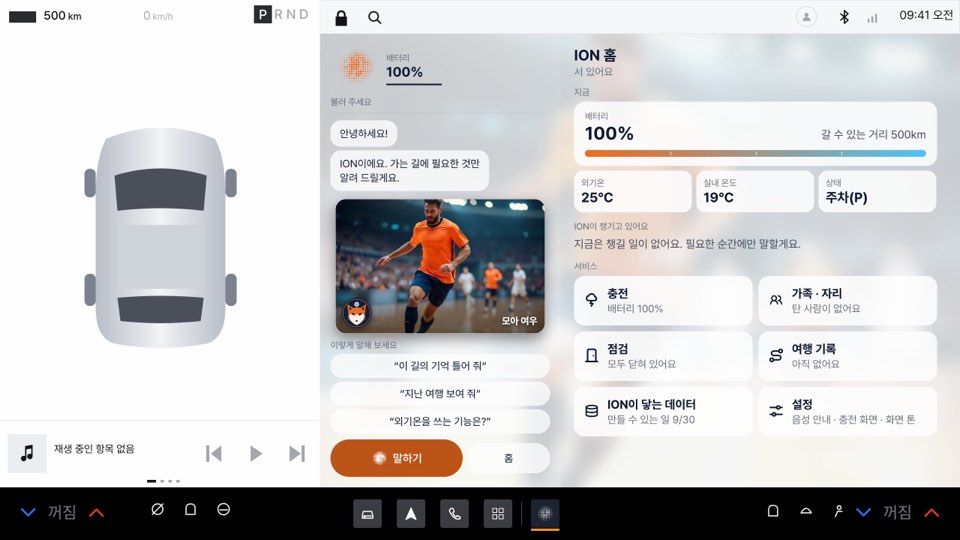 500 km
0 km/h
P R N D
09:41 오전
배터리
100%
불러 주세요
안녕하세요!
ION이에요. 가는 길에 필요한 것만
알려 드릴게요.
모아 여우
이렇게 말해 보세요
“이 길의 기억 틀어 줘”
“지난 여행 보여 줘”
“외기온을 쓰는 기능은?”
말하기
홈
ION 홈
서 있어요
지금
배터리
100%
갈 수 있는 거리 500km
외기온
25°C
실내 온도
19°C
상태
주차(P)
ION이 챙기고 있어요
지금은 챙길 일이 없어요. 필요한 순간에만 말할게요.
서비스
충전
배터리 100%
가족 · 자리
탄 사람이 없어요
점검
모두 닫혀 있어요
여행 기록
아직 없어요
ION이 닿는 데이터
만들 수 있는 일 9/30
설정
음성 안내 · 충전 화면 · 화면 톤
재생 중인 항목 없음
꺼짐
꺼짐